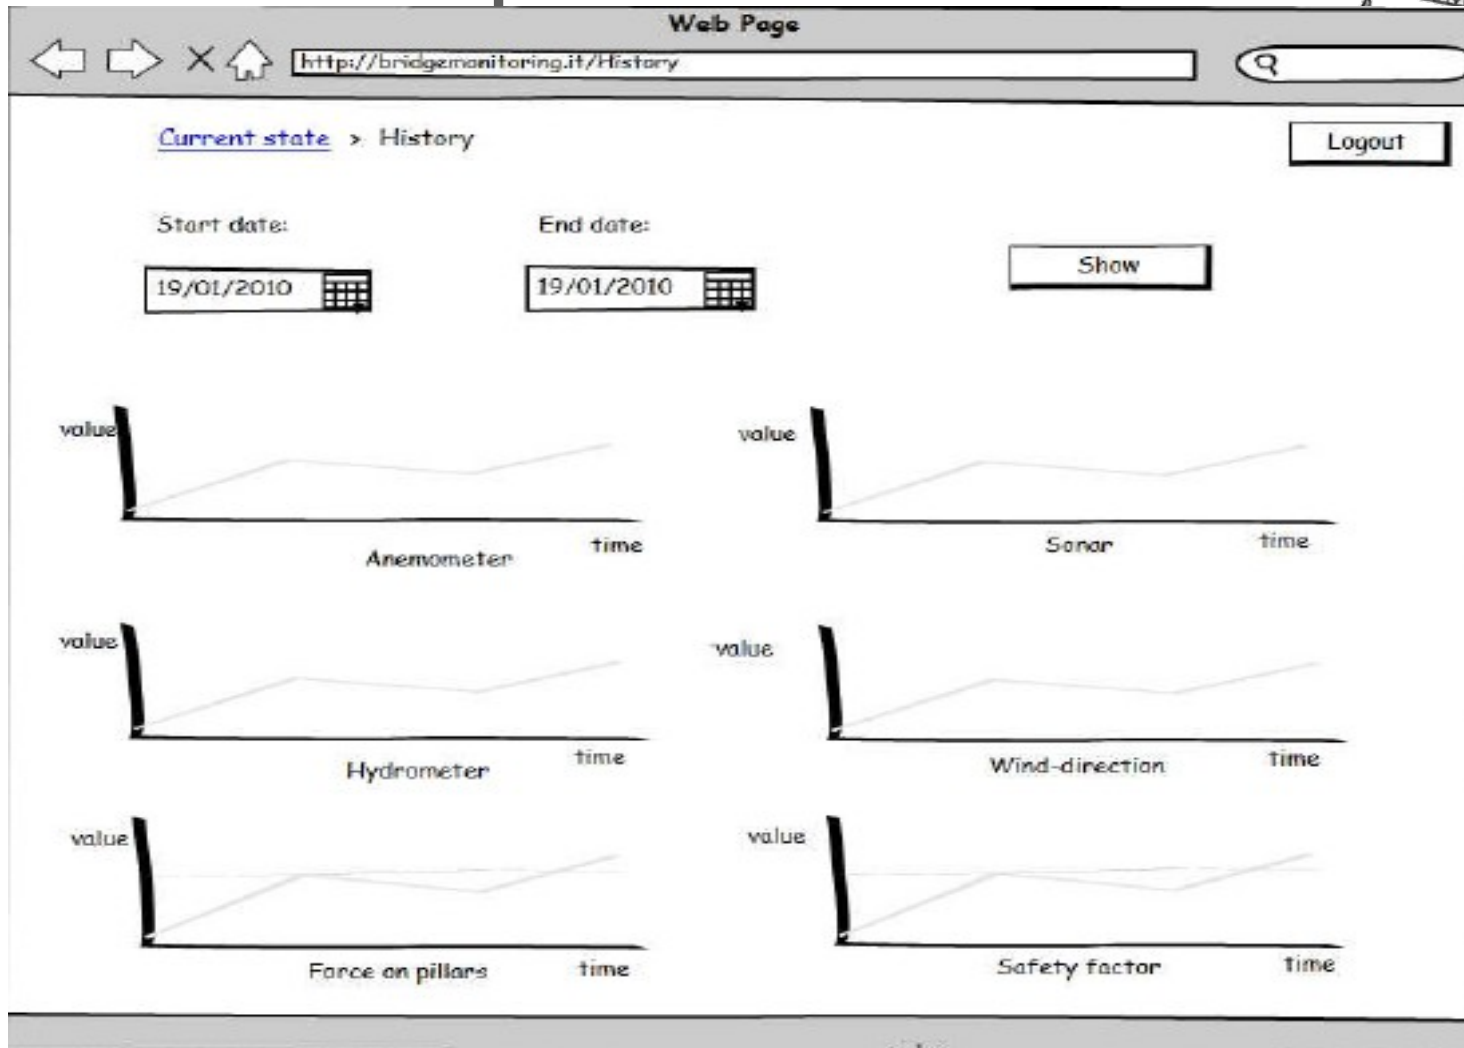 Web Page
http://bridgemonitoring.it/History
Current state > History
Logout
Start date:
End date:
Show
19/01/2010
19/01/2010
value
value
Anemometer
time
Sonar
time
value
value
Hydrometer
time
Wind-direction
time
value
value
Force on pillars
time
Safety factor
time